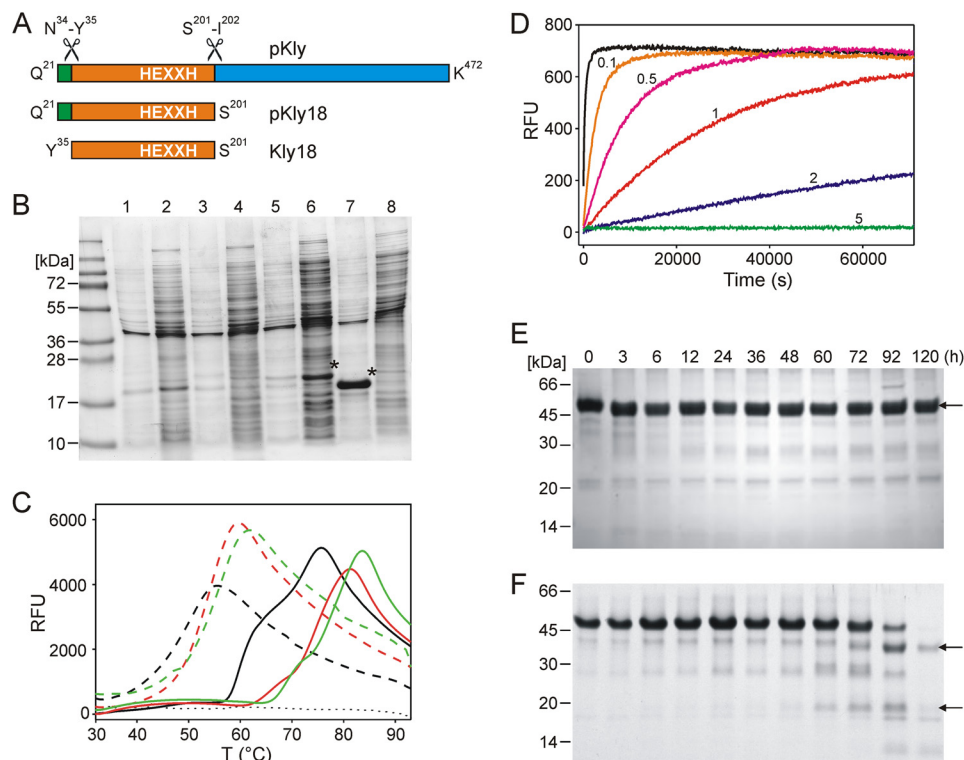 A
N34-Y35 S201-I202
pKly
Q21 HEXXH K472
Q21 HEXXH S201
pKly18
Y35 HEXXH S201
Kly18
B
1 2 3 4 5 6 7 8
[kDa]
72
55
36
28
17
10
* *
C
6000
4000
2000
0
RFU
30 40 50 60 70 80 90
T (°C)
D
800
600
400
200
0
RFU
0.1
0.5
1
2
5
0 20000 40000 60000
Time (s)
E
[kDa] 0 3 6 12 24 36 48 60 72 92 120 (h)
66
45
30
20
14
F
66
45
30
20
14